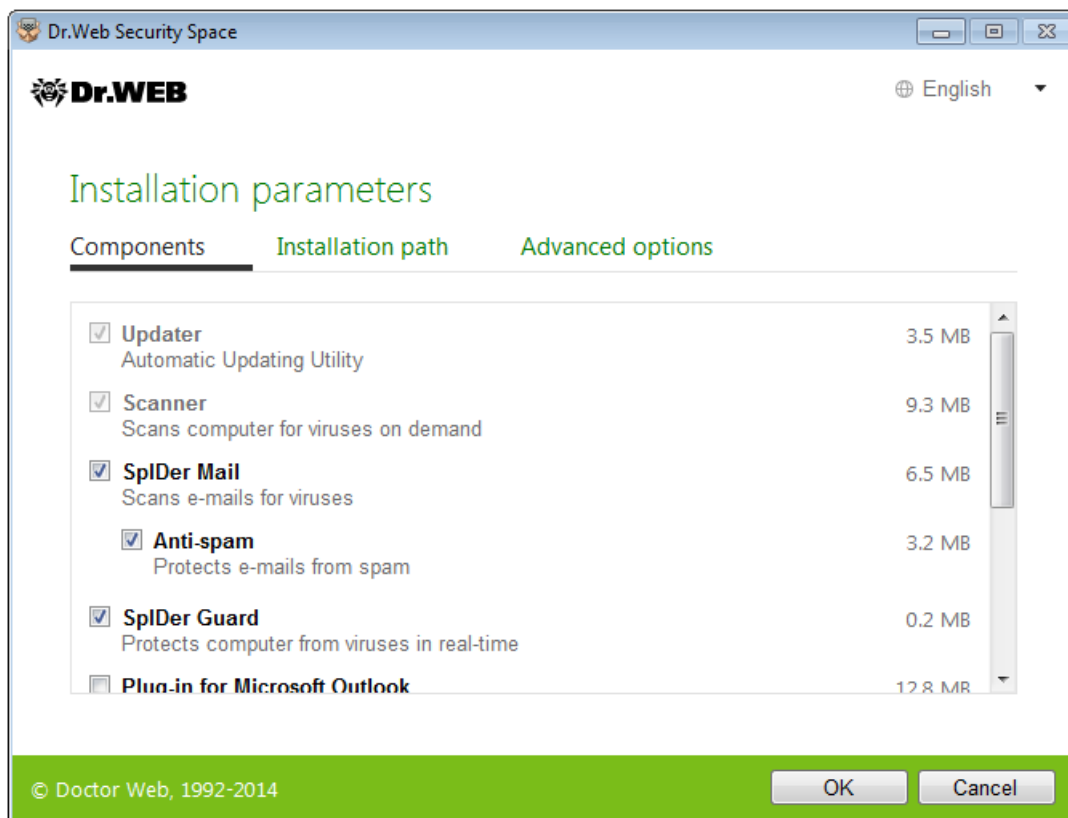 Dr.Web Security Space
Dr.WEB
English
Installation parameters
Components Installation path Advanced options
Updater 3.5 MB
Automatic Updating Utility
Scanner 9.3 MB
Scans computer for viruses on demand
SpIDer Mail 6.5 MB
Scans e-mails for viruses
Anti-spam 3.2 MB
Protects e-mails from spam
SpIDer Guard 0.2 MB
Protects computer from viruses in real-time
Plug-in for Microsoft Outlook 12.8 MB
© Doctor Web, 1992-2014
OK Cancel